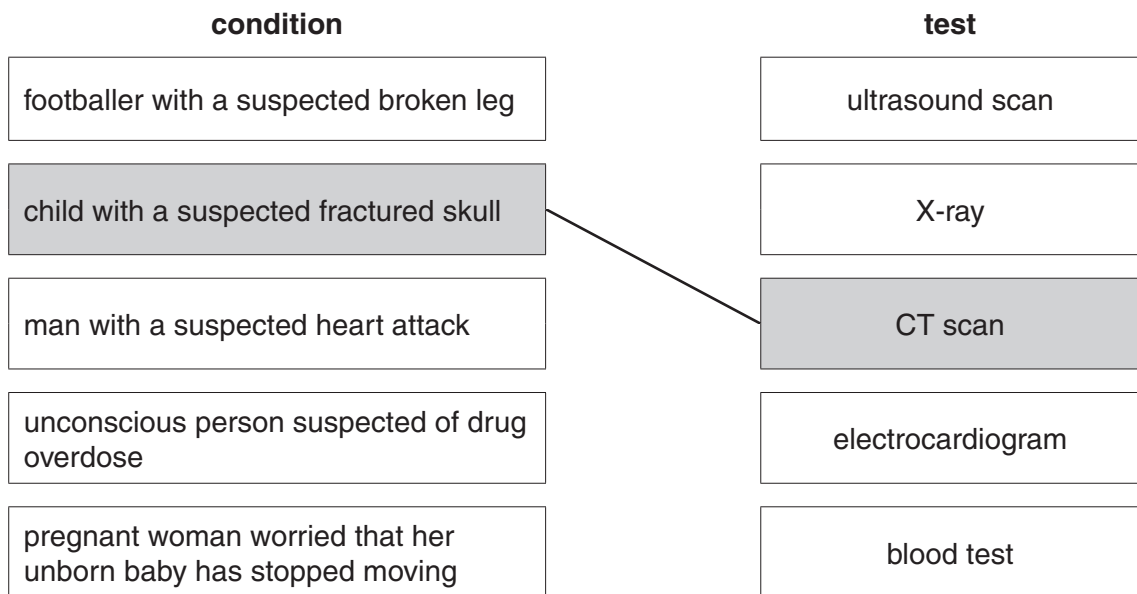 condition
test
footballer with a suspected broken leg
ultrasound scan
child with a suspected fractured skull
X-ray
man with a suspected heart attack
CT scan
unconscious person suspected of drug
overdose
electrocardiogram
pregnant woman worried that her
unborn baby has stopped moving
blood test